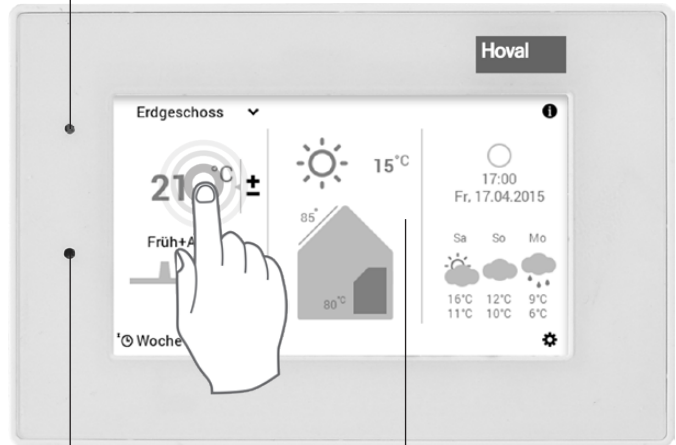 Hoval
Erdgeschoss
21 °C ±
Früh+A
Woche
15°C
85°
80°C
17:00
Fr, 17.04.2015
Sa So Mo
16°C 12°C 9°C
11°C 10°C 6°C